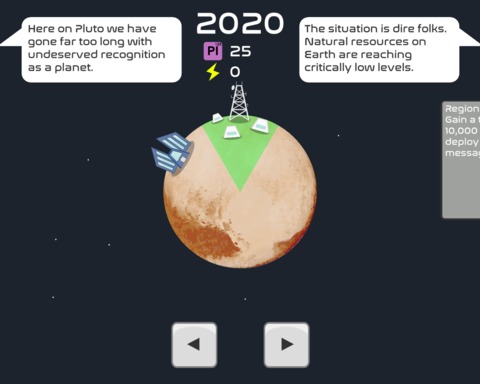 2020
Here on Pluto we have
gone far too long with
undeserved recognition
as a planet.
The situation is dire folks.
Natural resources on
Earth are reaching
critically low levels.
Pl 25
0
Region
Gain a
10,000
deploy
messa